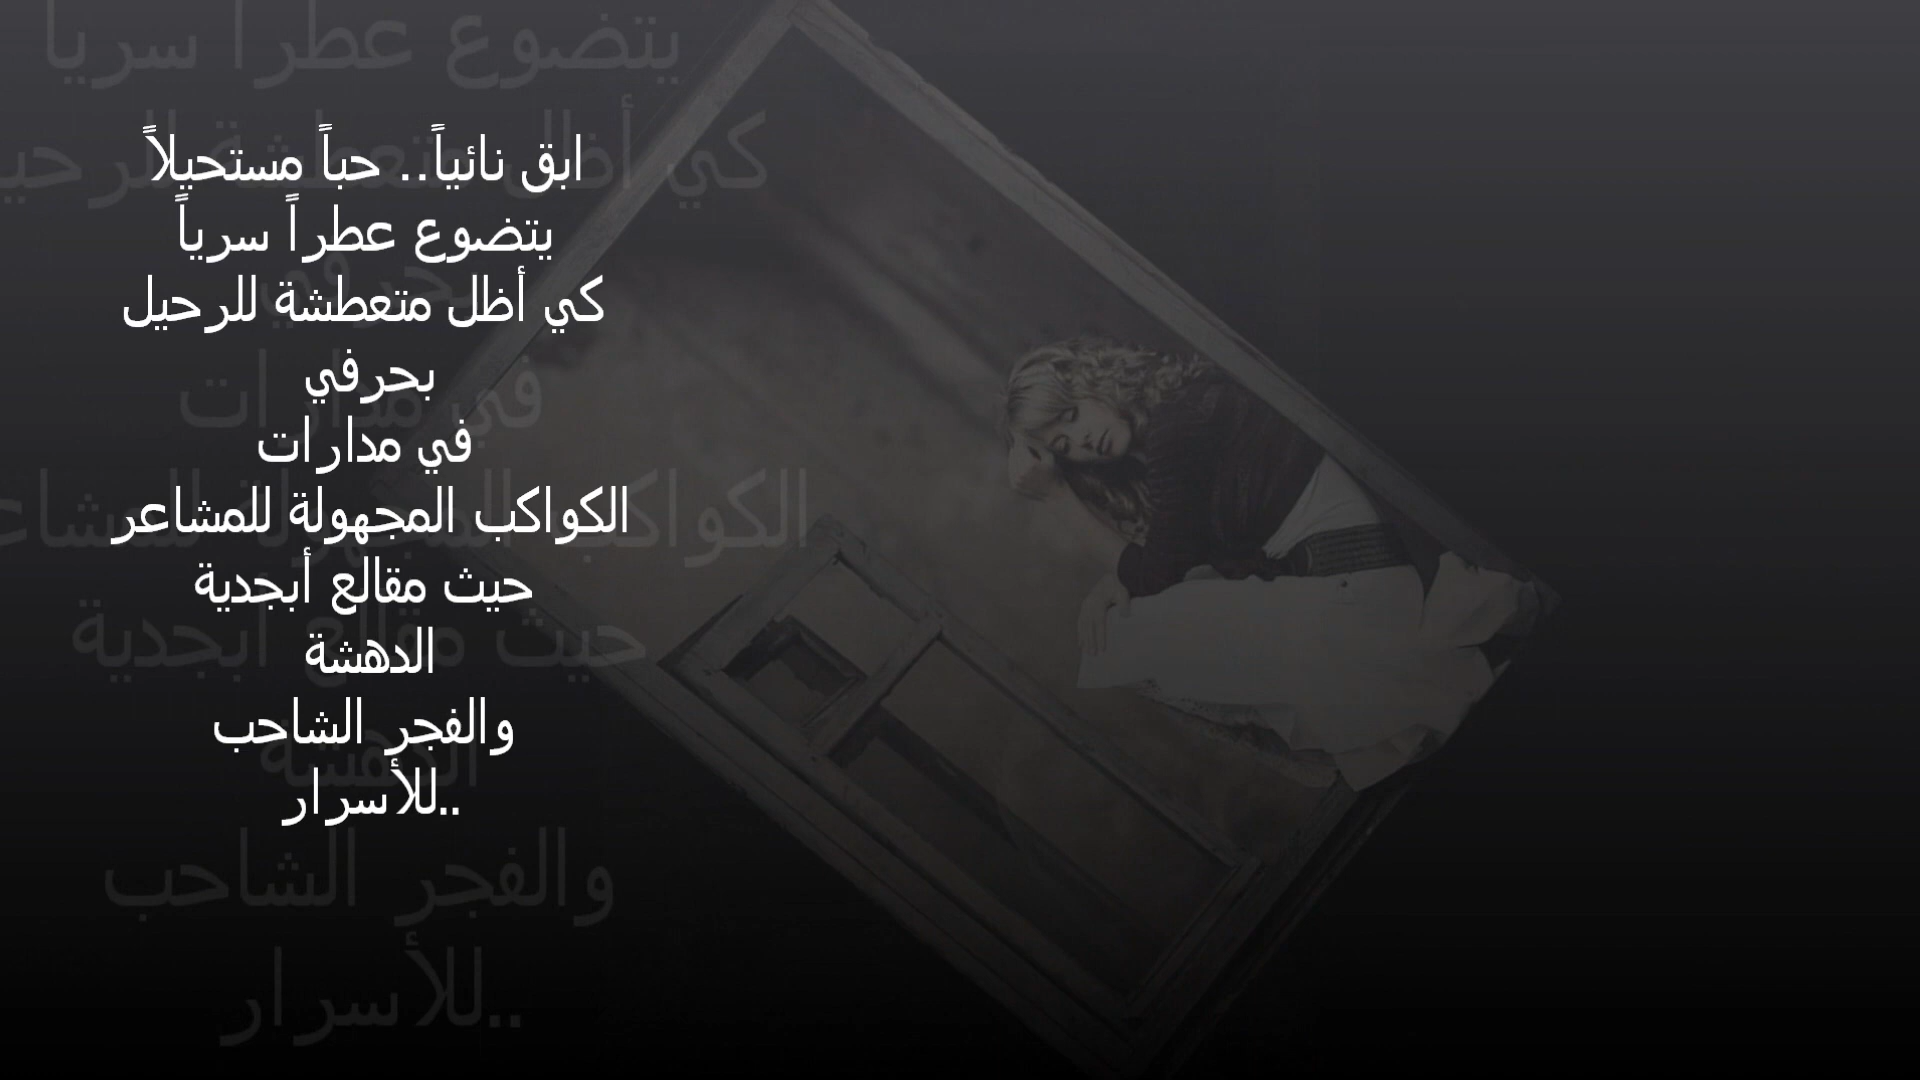 ابق نائياً.. حباً مستحيلاً
يتضوع عطراً سرياً
كي أظل متعطشة للرحيل
بحرفي
في مدارات
الكواكب المجهولة للمشاعر
حيث مقالع أبجدية
الدهشة
والفجر الشاحب
للأسرار..